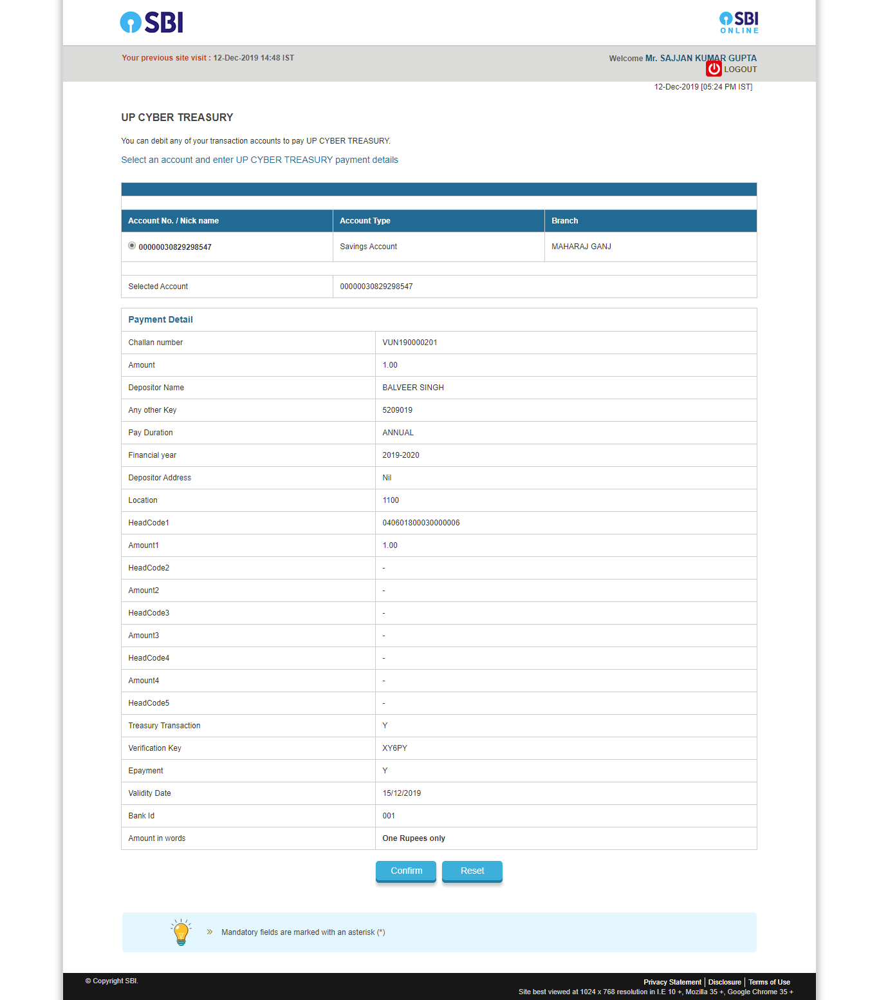 SBI
SBI
ONLINE
Your previous site visit : 12-Dec-2019 14:48 IST
Welcome Mr. SAJJAN KUMAR GUPTA
LOGOUT
12-Dec-2019 [05:24 PM IST]
UP CYBER TREASURY
You can debit any of your transaction accounts to pay UP CYBER TREASURY.
Select an account and enter UP CYBER TREASURY payment details
Account No. / Nick name Account Type Branch
00000030829298547 Savings Account MAHARAJ GANJ
Selected Account 00000030829298547
Payment Detail
Challan number VUN190000201
Amount 1.00
Depositor Name BALVEER SINGH
Any other Key 5209019
Pay Duration ANNUAL
Financial year 2019-2020
Depositor Address Nil
Location 1100
HeadCode1 040601800030000006
Amount1 1.00
HeadCode2 -
Amount2 -
HeadCode3 -
Amount3 -
HeadCode4 -
Amount4 -
HeadCode5 -
Treasury Transaction Y
Verification Key XY6PY
Epayment Y
Validity Date 15/12/2019
Bank Id 001
Amount in words One Rupees only
Confirm Reset
» Mandatory fields are marked with an asterisk (*)
© Copyright SBI.
Privacy Statement | Disclosure | Terms of Use
Site best viewed at 1024 x 768 resolution in I.E 10 +, Mozilla 35 +, Google Chrome 35 +